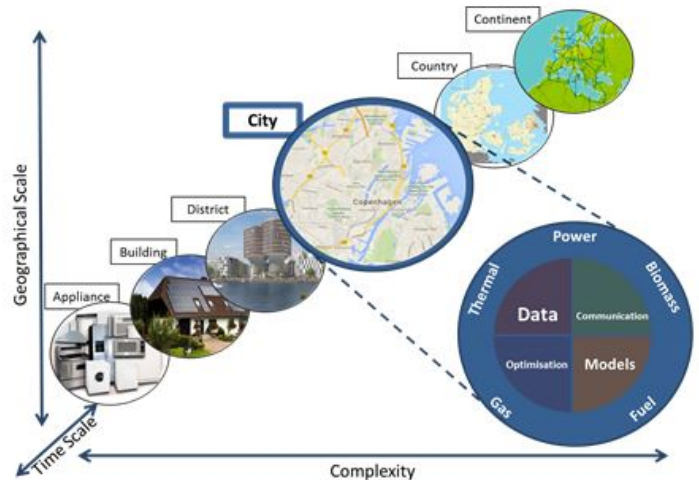 Continent
Country
City
District
Building
Appliance
Copenhagen
Geographical Scale
Time Scale
Complexity
Power
Thermal
Biomass
Data
Communication
Optimisation
Models
Gas
Fuel